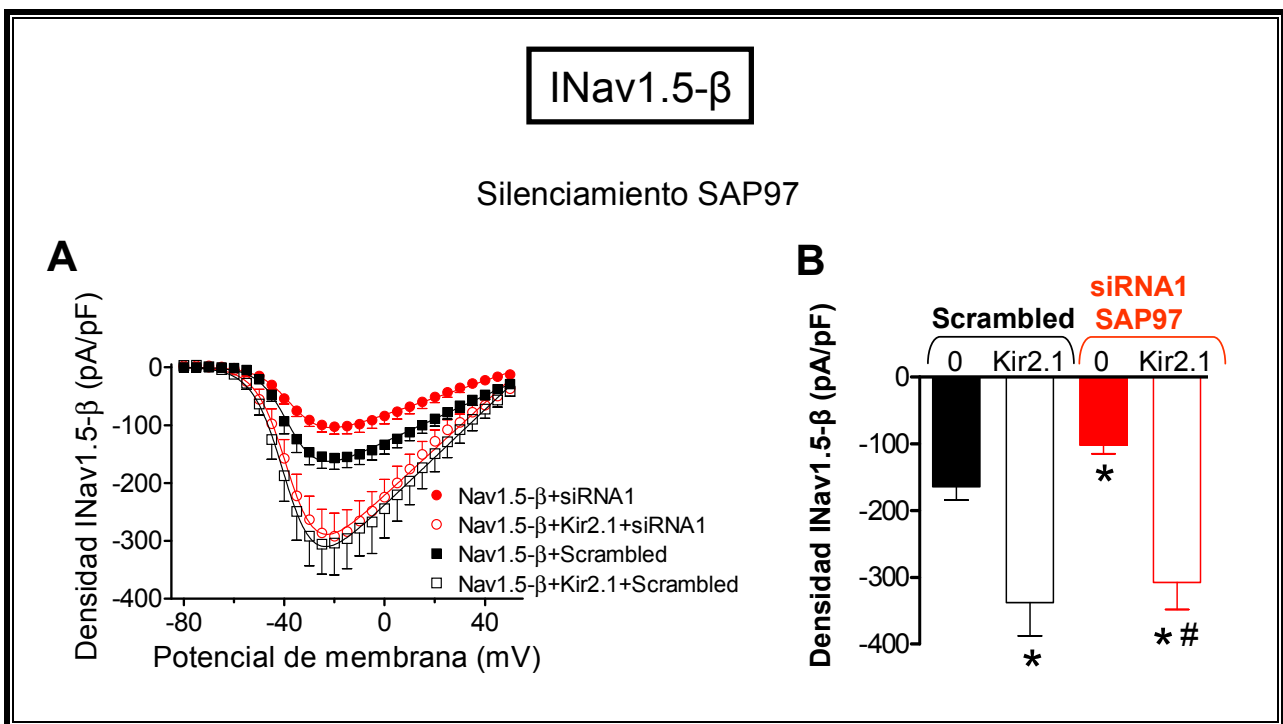 INav1.5-β
Silenciamiento SAP97
A
Densidad INav1.5-β (pA/pF)
0
-100
-200
-300
-400
-80
-40
0
40
Potencial de membrana (mV)
Nav1.5-β+siRNA1
Nav1.5-β+Kir2.1+siRNA1
Nav1.5-β+Scrambled
Nav1.5-β+Kir2.1+Scrambled
B
Densidad INav1.5-β (pA/pF)
Scrambled
siRNA1
SAP97
0 Kir2.1 0 Kir2.1
0
-100
-200
-300
-400
*
*
* #